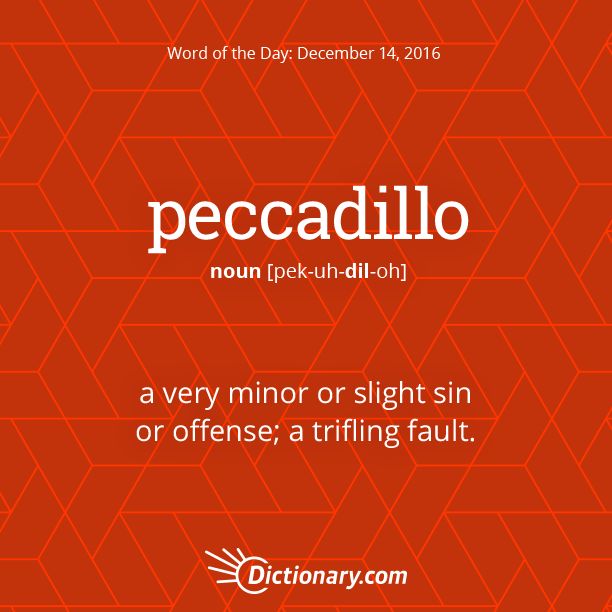 Word of the Day: December 14, 2016
peccadillo
noun [pek-uh-dil-oh]
a very minor or slight sin
or offense; a trifling fault.
Dictionary.com